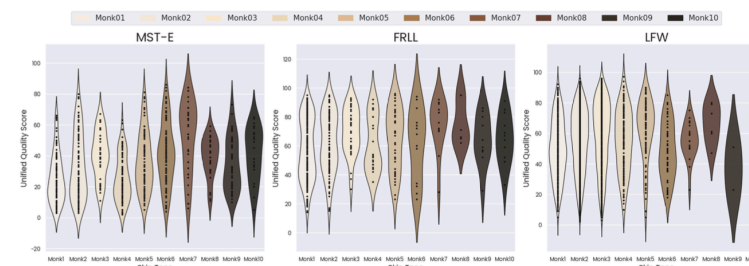 Monk01 Monk02 Monk03 Monk04 Monk05 Monk06 Monk07 Monk08 Monk09 Monk10
MST-E FRLL LFW
Unified Quality Score
100
80
60
40
20
0
-20
Monk1 Monk2 Monk3 Monk4 Monk5 Monk6 Monk7 Monk8 Monk9 Monk10
Unified Quality Score
120
100
80
60
40
20
0
Monk1 Monk2 Monk3 Monk4 Monk5 Monk6 Monk7 Monk8 Monk9 Monk10
Unified Quality Score
100
80
60
40
20
0
Monk1 Monk2 Monk3 Monk4 Monk5 Monk6 Monk7 Monk8 Monk9